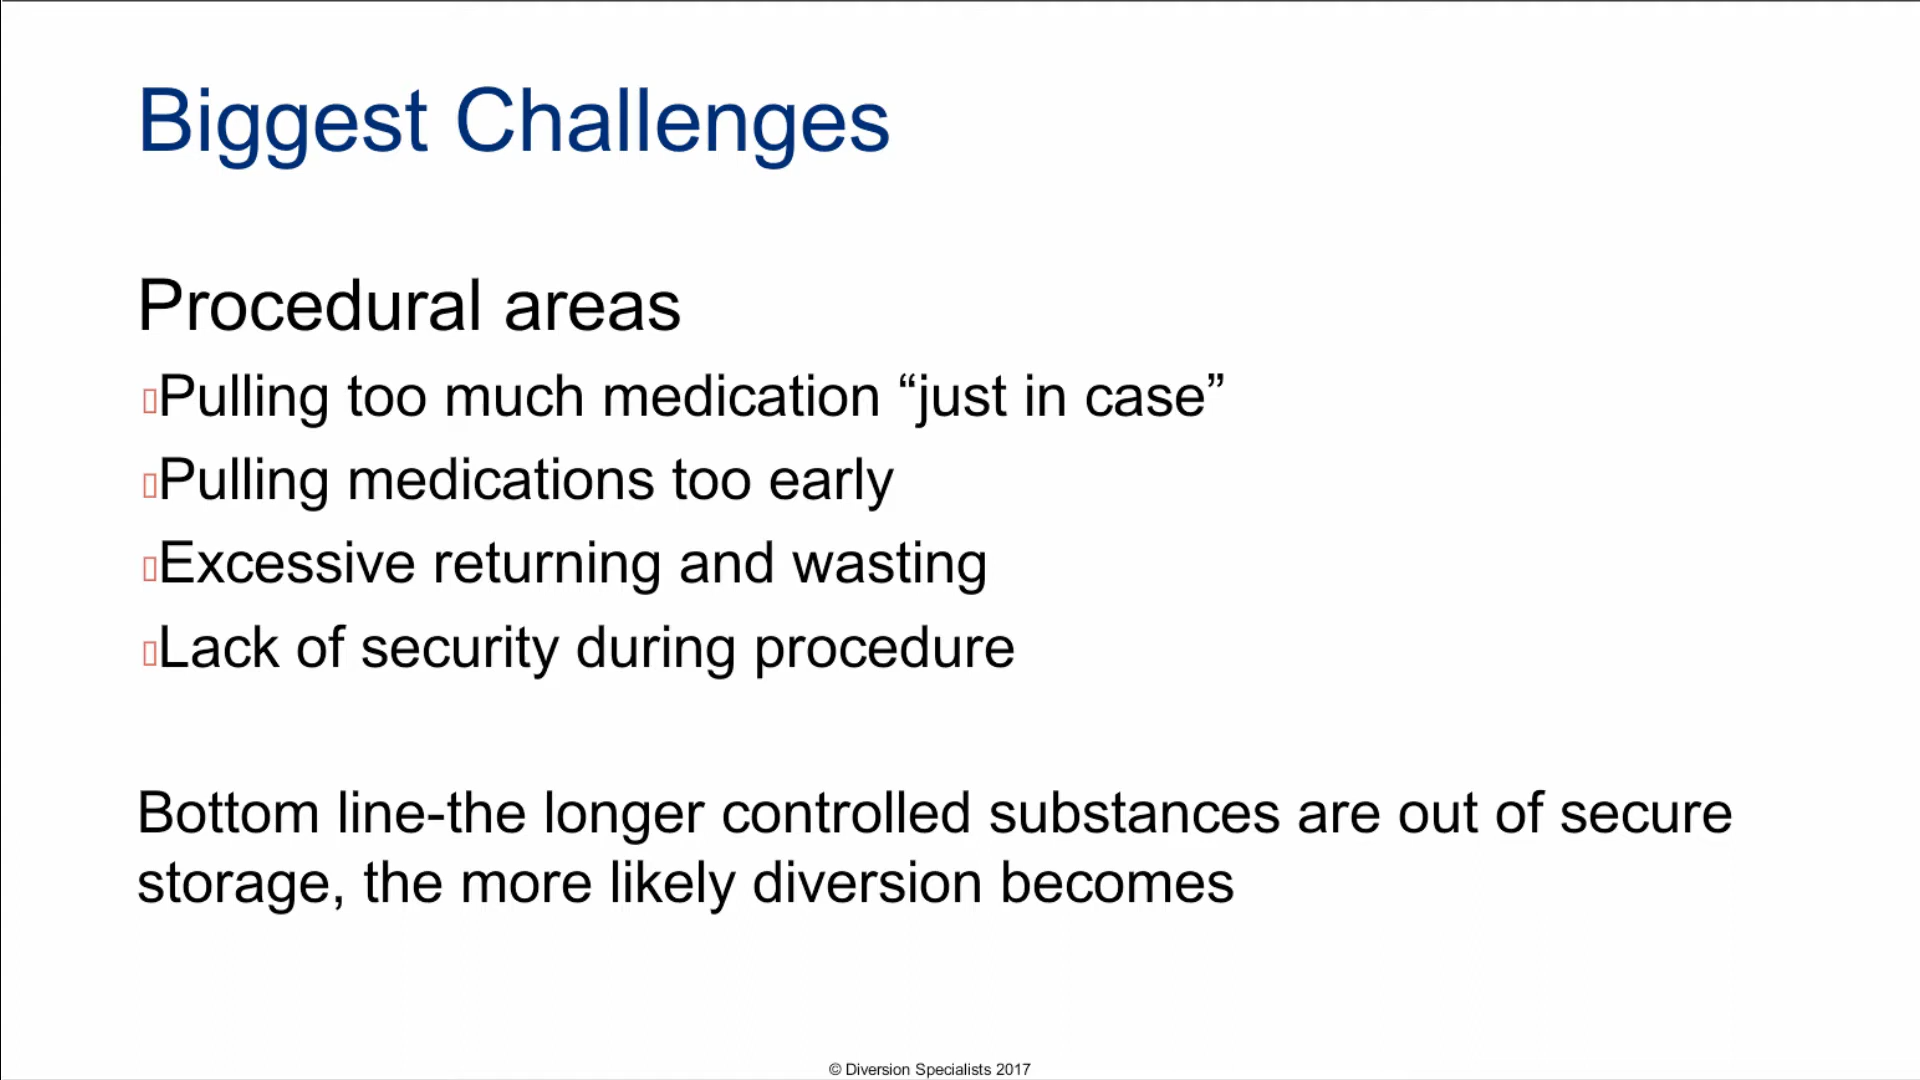 Biggest Challenges
Procedural areas
Pulling too much medication “just in case”
Pulling medications too early
Excessive returning and wasting
Lack of security during procedure
Bottom line-the longer controlled substances are out of secure
storage, the more likely diversion becomes
© Diversion Specialists 2017